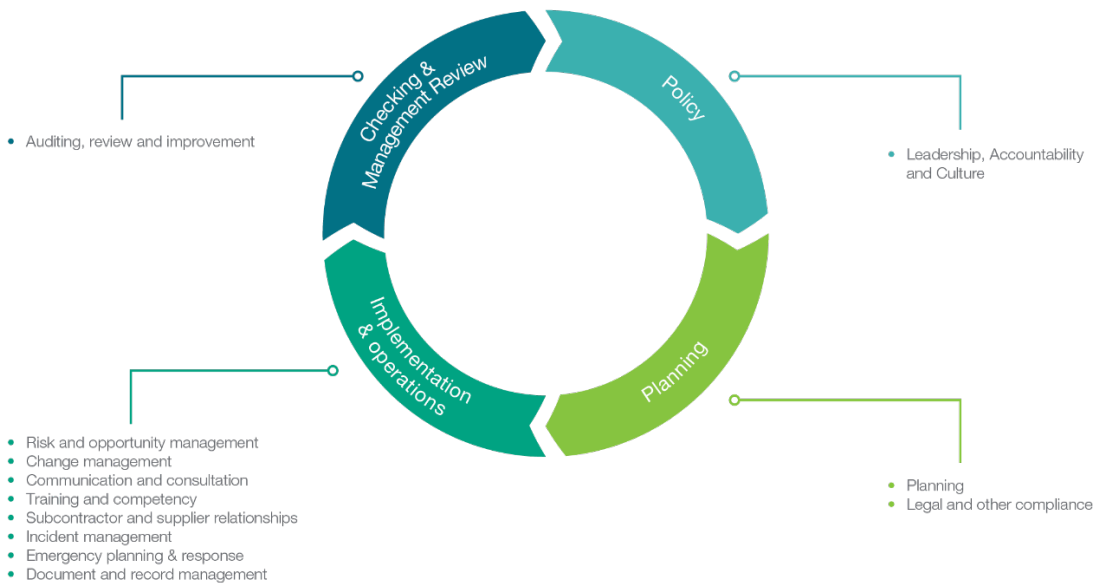 Checking &
Management Review
Policy
• Auditing, review and improvement
• Leadership, Accountability
and Culture
Implementation
& operations
Planning
• Risk and opportunity management
• Change management
• Communication and consultation
• Training and competency
• Subcontractor and supplier relationships
• Incident management
• Emergency planning & response
• Document and record management
• Planning
• Legal and other compliance